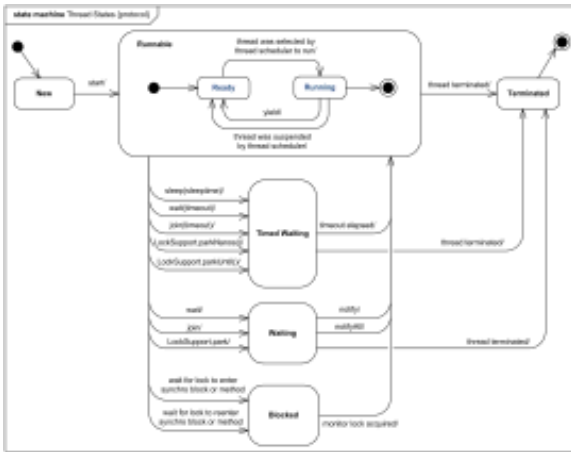 state machine Thread States {protocol}
Runnable
thread was selected by
thread scheduler to run/
New
start/
Ready
Running
yield/
thread was suspended
by thread scheduler/
thread terminated/
Terminated
sleep(sleeptime)/
wait(timeout)/
join(timeout)/
LockSupport.parkNanos()/
LockSupport.parkUntil()/
Timed Waiting
timeout elapsed/
thread terminated/
wait/
join/
LockSupport.park/
Waiting
notify/
notifyAll/
thread terminated/
wait for lock to enter
synchro block or method
wait for lock to reenter
synchro block or method
Blocked
monitor lock acquired/